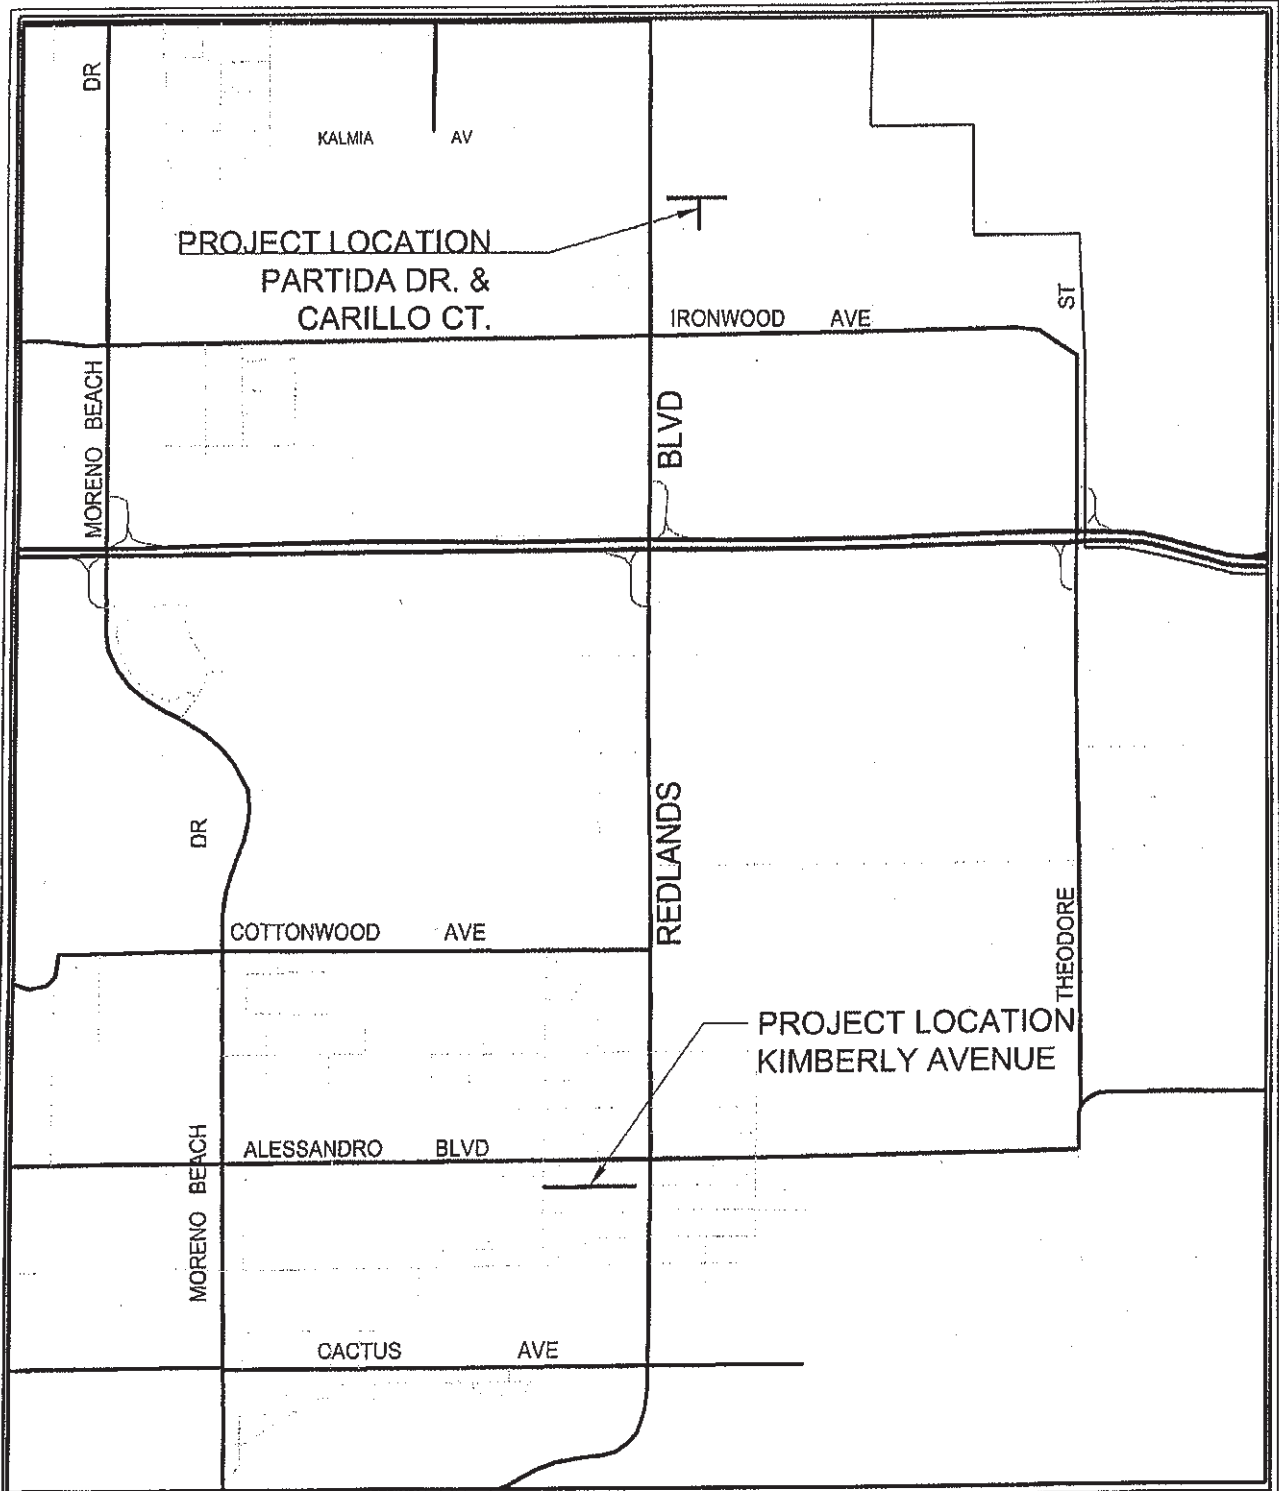 DR
KALMIA AV
PROJECT LOCATION
PARTIDA DR. &
CARILLO CT.
IRONWOOD AVE
ST
MORENO BEACH
BLVD
DR
REDLANDS
COTTONWOOD AVE
THEODORE
PROJECT LOCATION
KIMBERLY AVENUE
ALESSANDRO BLVD
MORENO BEACH
CACTUS AVE